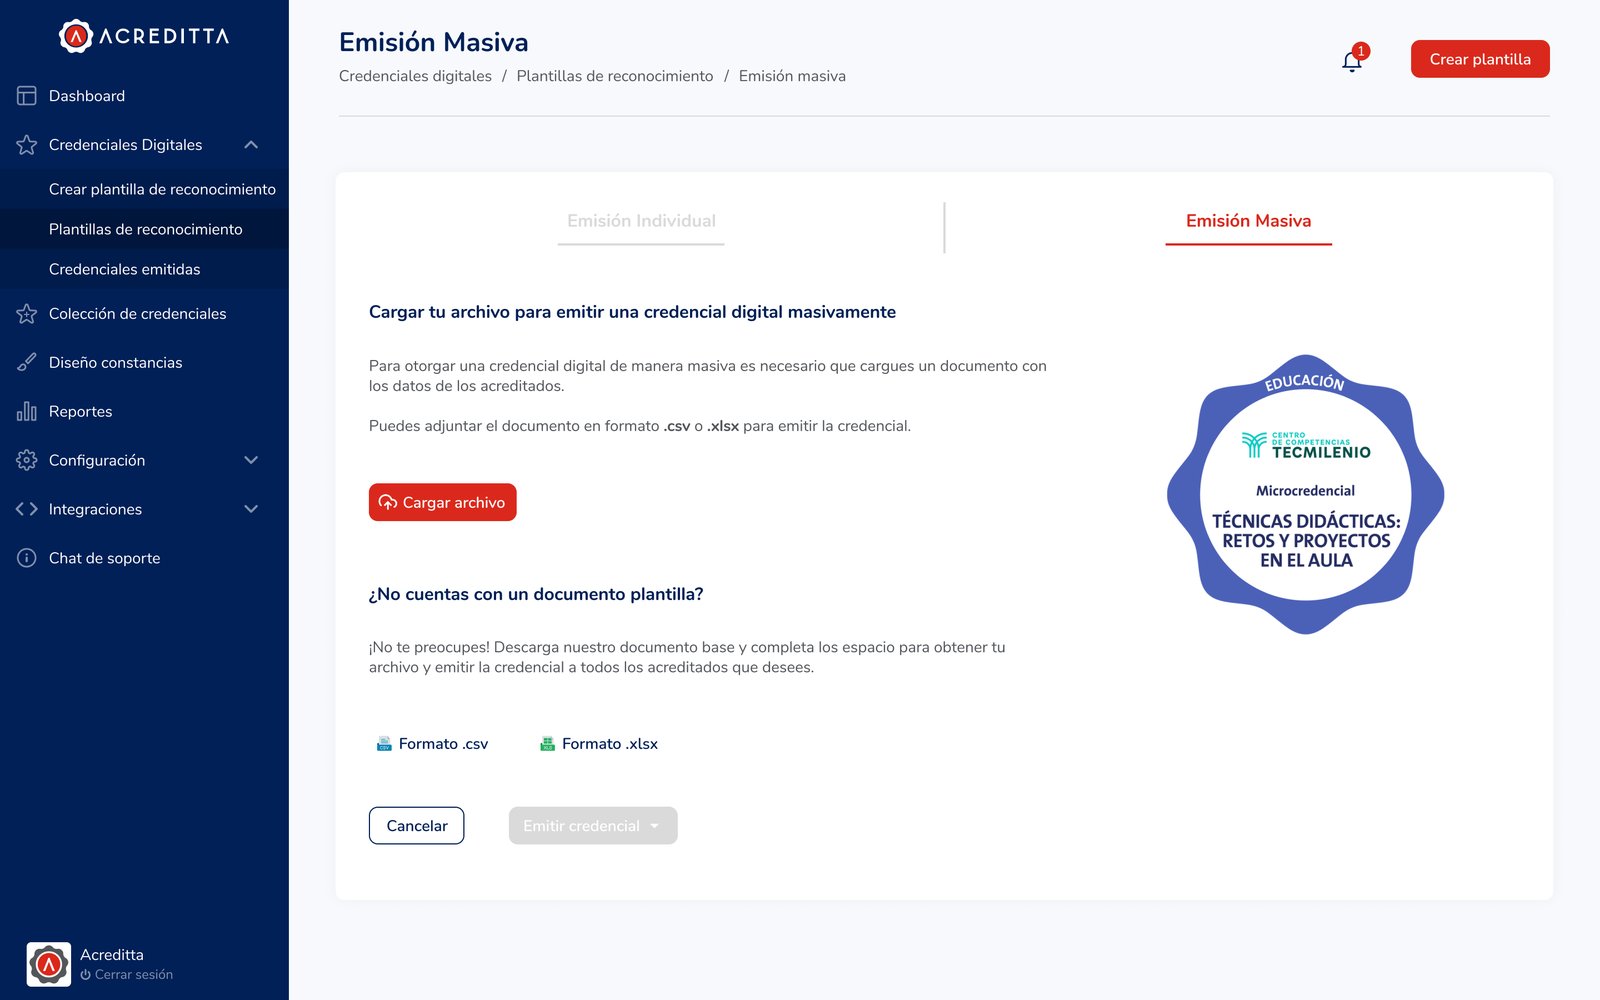 ACREDITTA
Dashboard
Credenciales Digitales
Crear plantilla de reconocimiento
Plantillas de reconocimiento
Credenciales emitidas
Colección de credenciales
Diseño constancias
Reportes
Configuración
Integraciones
Chat de soporte
Acreditta
Cerrar sesión
Emisión Masiva
Credenciales digitales / Plantillas de reconocimiento / Emisión masiva
1
Crear plantilla
Emisión Individual
Emisión Masiva
Cargar tu archivo para emitir una credencial digital masivamente
Para otorgar una credencial digital de manera masiva es necesario que cargues un documento con
los datos de los acreditados.
Puedes adjuntar el documento en formato .csv o .xlsx para emitir la credencial.
Cargar archivo
¿No cuentas con un documento plantilla?
¡No te preocupes! Descarga nuestro documento base y completa los espacio para obtener tu
archivo y emitir la credencial a todos los acreditados que desees.
CSV
Formato .csv
XLS
Formato .xlsx
Cancelar
Emitir credencial
EDUCACIÓN
CENTRO
DE COMPETENCIAS
TECMILENIO
Microcredencial
TÉCNICAS DIDÁCTICAS:
RETOS Y PROYECTOS
EN EL AULA